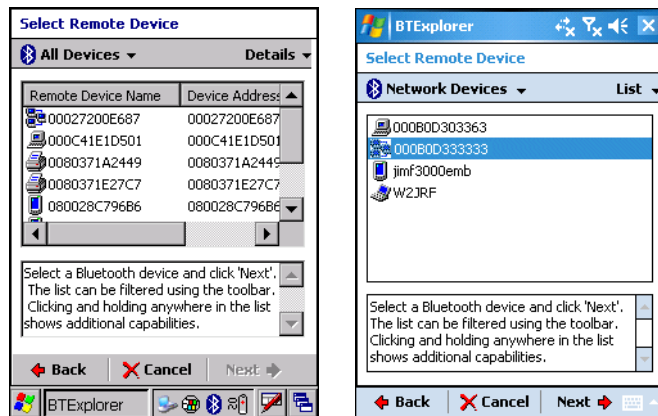 Select Remote Device
All Devices
Details
Remote Device Name Device Address
00027200E687 00027200E687
000C41E1D501 000C41E1D501
0080371A2449 0080371A2449
0080371E27C7 0080371E27C7
080028C796B6 080028C796B6
Select a Bluetooth device and click 'Next'.
The list can be filtered using the toolbar.
Clicking and holding anywhere in the list
shows additional capabilities.
Back Cancel Next
BTExplorer
BTExplorer
Select Remote Device
Network Devices
List
000B0D303363
000B0D333333
jimf3000emb
W2JRF
Select a Bluetooth device and click 'Next'.
The list can be filtered using the toolbar.
Clicking and holding anywhere in the list
shows additional capabilities.
Back Cancel Next